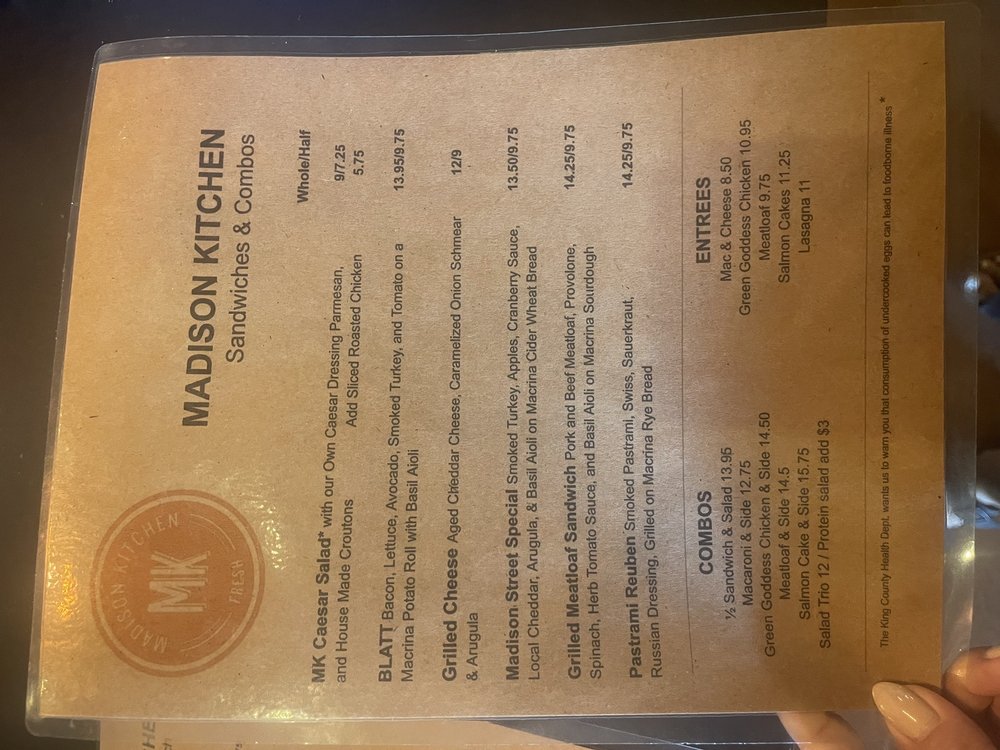 MADISON KITCHEN
MK
FRESH
MADISON KITCHEN
Sandwiches & Combos
Whole/Half
MK Caesar Salad* with our Own Caesar Dressing Parmesan, 9/7.25
and House Made Croutons Add Sliced Roasted Chicken 5.75
BLATT Bacon, Lettuce, Avocado, Smoked Turkey, and Tomato on a 13.95/9.75
Macrina Potato Roll with Basil Aioli
Grilled Cheese Aged Cheddar Cheese, Caramelized Onion Schmear 12/9
& Arugula
Madison Street Special Smoked Turkey, Apples, Cranberry Sauce, 13.50/9.75
Local Cheddar, Arugula, & Basil Aioli on Macrina Cider Wheat Bread
Grilled Meatloaf Sandwich Pork and Beef Meatloaf, Provolone, 14.25/9.75
Spinach, Herb Tomato Sauce, and Basil Aioli on Macrina Sourdough
Pastrami Reuben Smoked Pastrami, Swiss, Sauerkraut, 14.25/9.75
Russian Dressing, Grilled on Macrina Rye Bread
COMBOS
½ Sandwich & Salad 13.95
Macaroni & Side 12.75
Green Goddess Chicken & Side 14.50
Meatloaf & Side 14.5
Salmon Cake & Side 15.75
Salad Trio 12 / Protein salad add $3
ENTREES
Mac & Cheese 8.50
Green Goddess Chicken 10.95
Meatloaf 9.75
Salmon Cakes 11.25
Lasagna 11
The King County Health Dept. wants us to warn you that consumption of undercooked eggs can lead to foodborne illness *